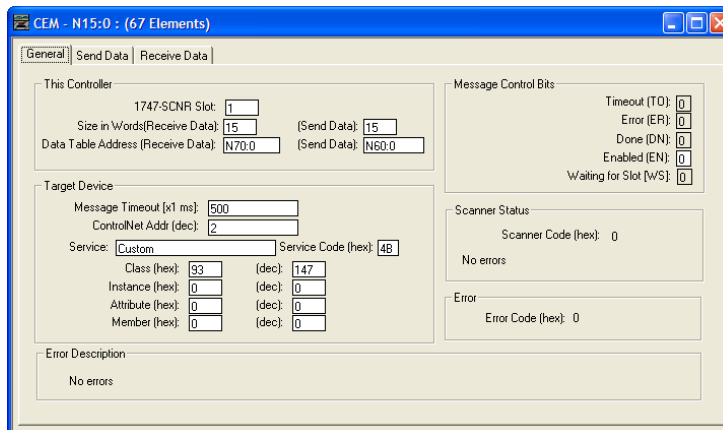 CEM - N15:0 : (67 Elements)
General Send Data Receive Data
This Controller
1747-SCNR Slot: 1
Size in Words(Receive Data): 15 (Send Data): 15
Data Table Address (Receive Data): N70:0 (Send Data): N60:0
Target Device
Message Timeout [x1 ms]: 500
ControlNet Addr (dec): 2
Service: Custom Service Code (hex): 4B
Class (hex): 93 (dec): 147
Instance (hex): 0 (dec): 0
Attribute (hex): 0 (dec): 0
Member (hex): 0 (dec): 0
Message Control Bits
Timeout (TO): 0
Error (ER): 0
Done (DN): 0
Enabled (EN): 0
Waiting for Slot [WS]: 0
Scanner Status
Scanner Code (hex): 0
No errors
Error
Error Code (hex): 0
Error Description
No errors